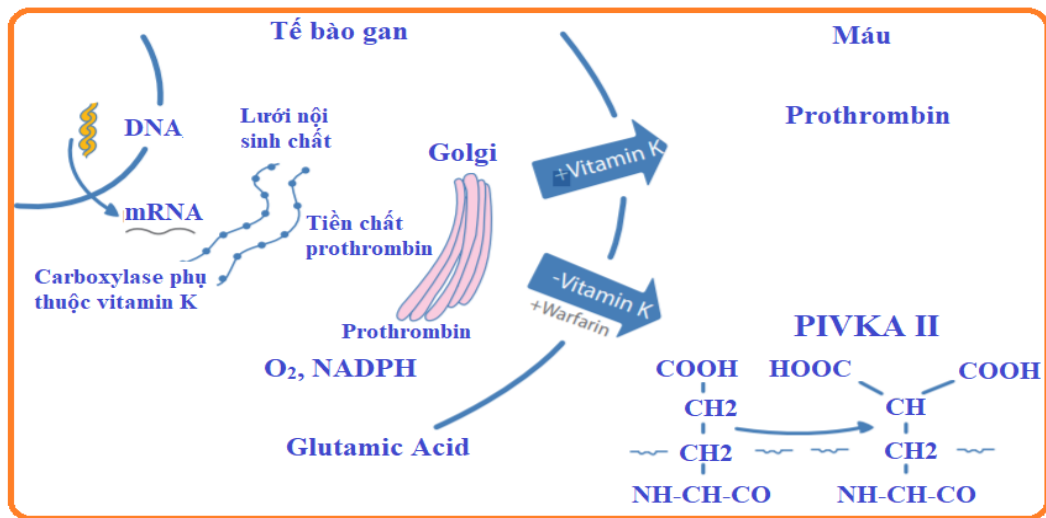 Tế bào gan
Máu
DNA
Lưới nội
sinh chất
Prothrombin
Golgi
+Vitamin K
mRNA
Tiền chất
prothrombin
Carboxylase phụ
thuộc vitamin K
-Vitamin K
+Warfarin
Prothrombin
PIVKA II
O₂, NADPH
COOH
HOOC
COOH
CH2
CH
Glutamic Acid
CH2
CH2
NH-CH-CO
NH-CH-CO